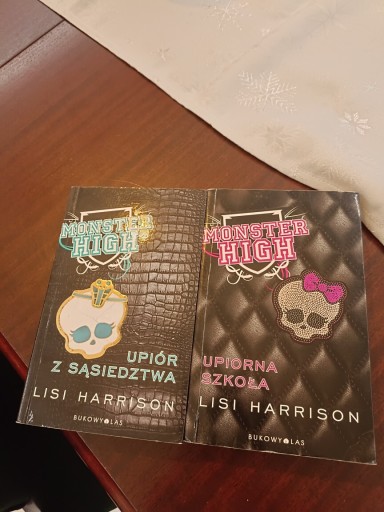 MONSTER
HIGH
UPIÓR
Z SĄSIEDZTWA
LISI HARRISON
BUKOWY LAS
MONSTER
HIGH
UPIORNA
SZKOŁA
LISI HARRISON
BUKOWY LAS